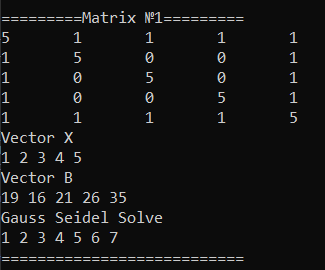 =========Matrix №1=========
5 1 1 1 1
1 5 0 0 1
1 0 5 0 1
1 0 0 5 1
1 1 1 1 5
Vector X
1 2 3 4 5
Vector B
19 16 21 26 35
Gauss Seidel Solve
1 2 3 4 5 6 7
===========================